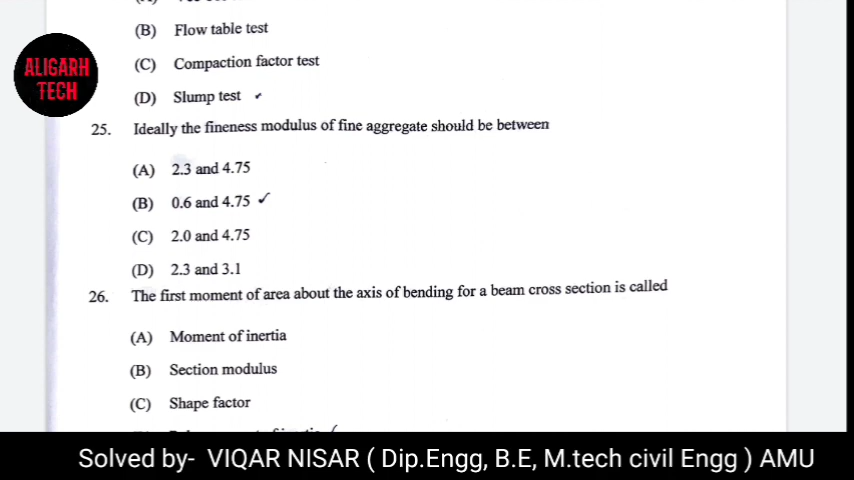 (B) Flow table test
ALIGARH
TECH
(C) Compaction factor test
(D) Slump test
25. Ideally the fineness modulus of fine aggregate should be between
(A) 2.3 and 4.75
(B) 0.6 and 4.75 ✓
(C) 2.0 and 4.75
(D) 2.3 and 3.1
26. The first moment of area about the axis of bending for a beam cross section is called
(A) Moment of inertia
(B) Section modulus
(C) Shape factor
Solved by- VIQAR NISAR ( Dip.Engg, B.E, M.tech civil Engg ) AMU